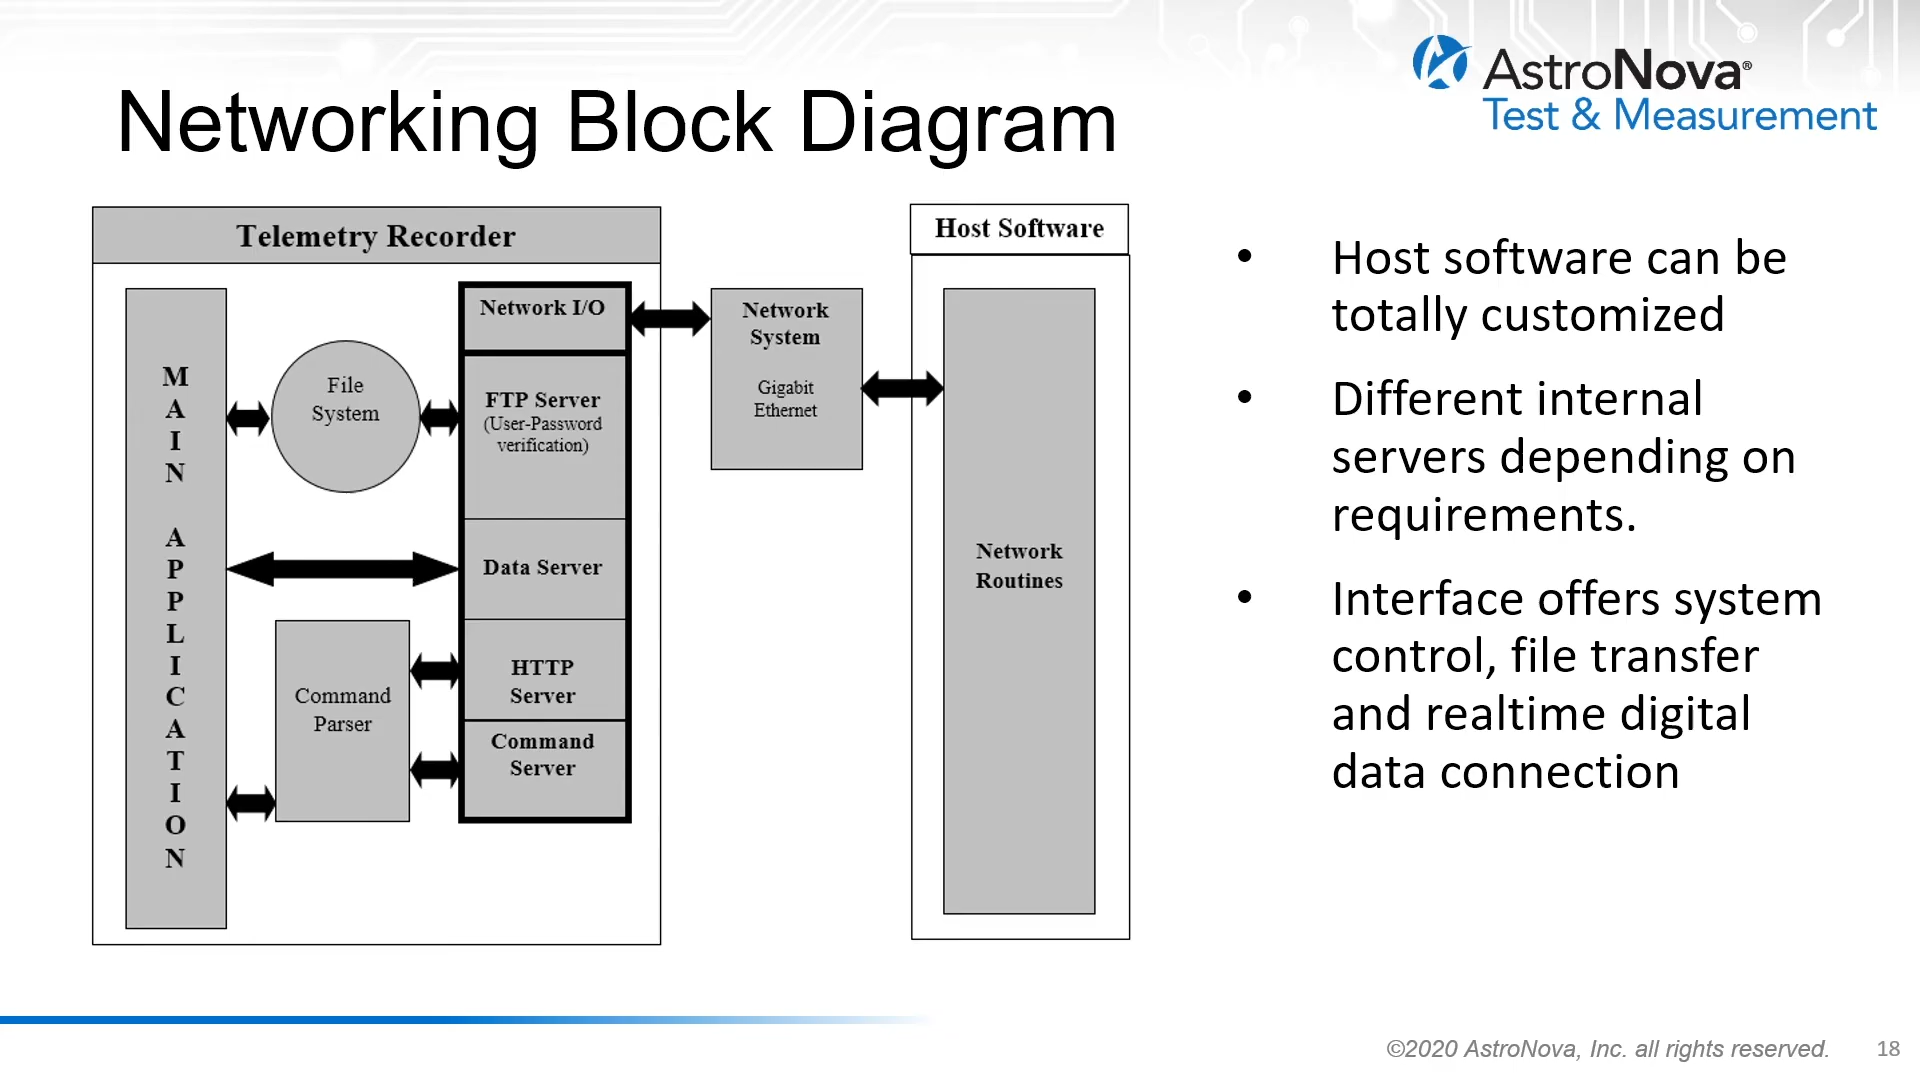 AstroNova®
Test & Measurement
Networking Block Diagram
Telemetry Recorder
MAIN APPLICATION
File
System
Command
Parser
Network I/O
FTP Server
(User-Password
verification)
Data Server
HTTP
Server
Command
Server
Network
System
Gigabit
Ethernet
Host Software
Network
Routines
• Host software can be
totally customized
• Different internal
servers depending on
requirements.
• Interface offers system
control, file transfer
and realtime digital
data connection
©2020 AstroNova, Inc. all rights reserved.
18